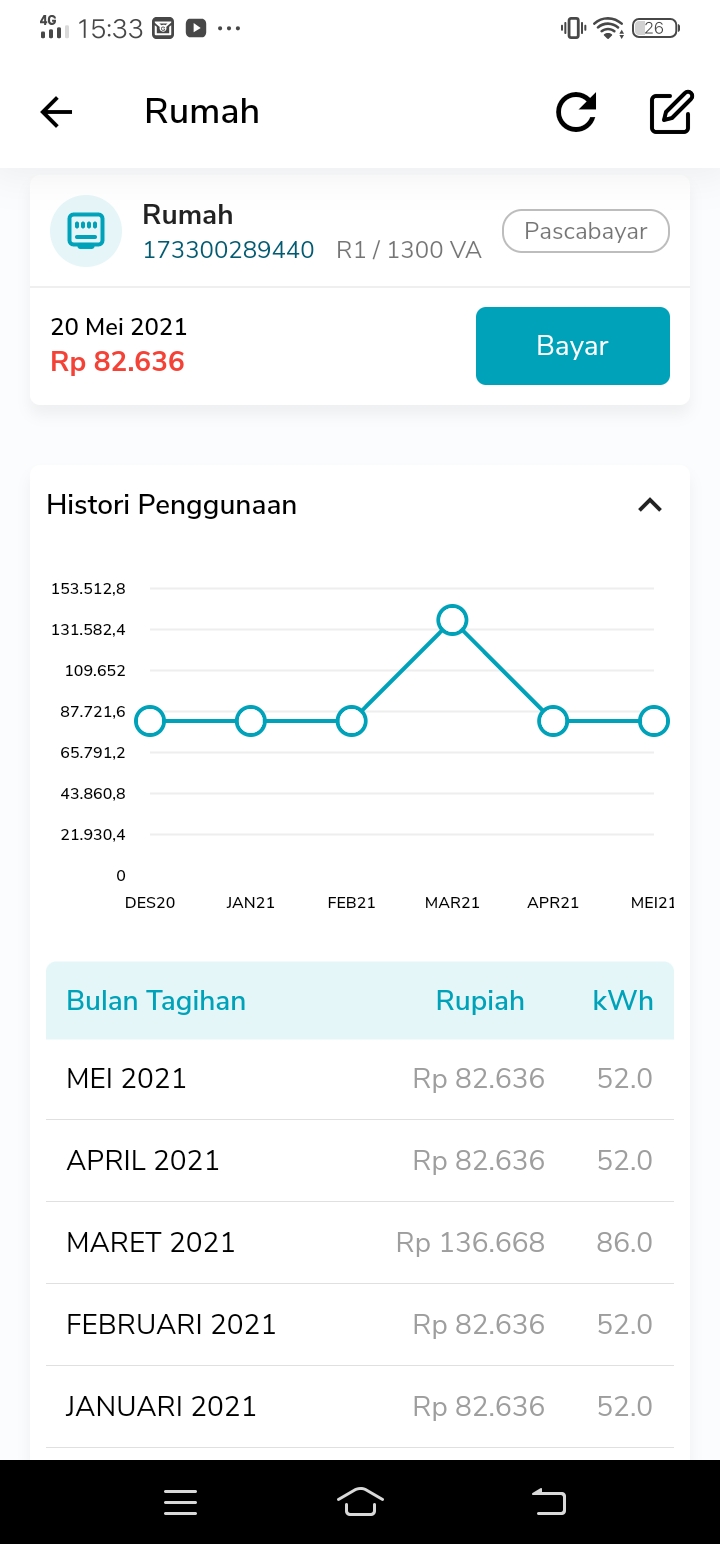 4G 15:33 26
Rumah
Rumah
173300289440 R1 / 1300 VA
Pascabayar
20 Mei 2021
Rp 82.636
Bayar
Histori Penggunaan
153.512,8
131.582,4
109.652
87.721,6
65.791,2
43.860,8
21.930,4
0
DES20 JAN21 FEB21 MAR21 APR21 MEI21
Bulan Tagihan Rupiah kWh
MEI 2021 Rp 82.636 52.0
APRIL 2021 Rp 82.636 52.0
MARET 2021 Rp 136.668 86.0
FEBRUARI 2021 Rp 82.636 52.0
JANUARI 2021 Rp 82.636 52.0